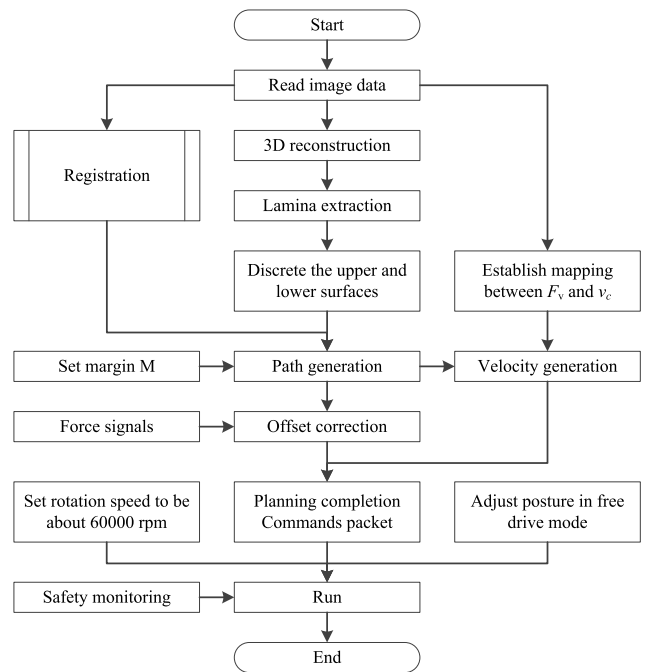 Start
Read image data
3D reconstruction
Registration
Lamina extraction
Discrete the upper and
lower surfaces
Establish mapping
between Fv and vc
Set margin M
Path generation
Velocity generation
Force signals
Offset correction
Set rotation speed to be
about 60000 rpm
Planning completion
Commands packet
Adjust posture in free
drive mode
Safety monitoring
Run
End